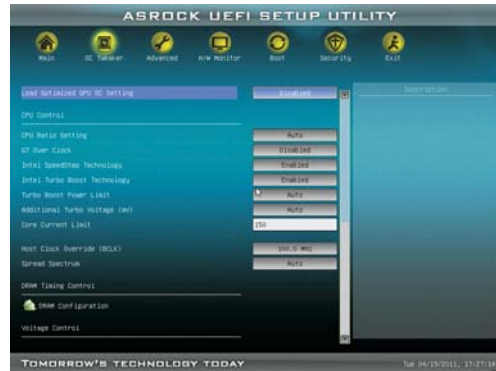 ASROCK UEFI SETUP UTILITY
Main
OC Tweaker
Advanced
H/W Monitor
Boot
Security
Exit
Load Optimized GPU OC Setting Disabled
Description
CPU Control
CPU Ratio Setting Auto
GT Over Clock Disabled
Intel SpeedStep Technology Enabled
Intel Turbo Boost Technology Enabled
Turbo Boost Power Limit Auto
Additional Turbo Voltage (mV) Auto
Core Current Limit 150
Host Clock Override (BCLK) 100.0 MHz
Spread Spectrum Auto
DRAM Timing Control
DRAM Configuration
Voltage Control
TOMORROW'S TECHNOLOGY TODAY
Tue 04/19/2011, 17:27:14